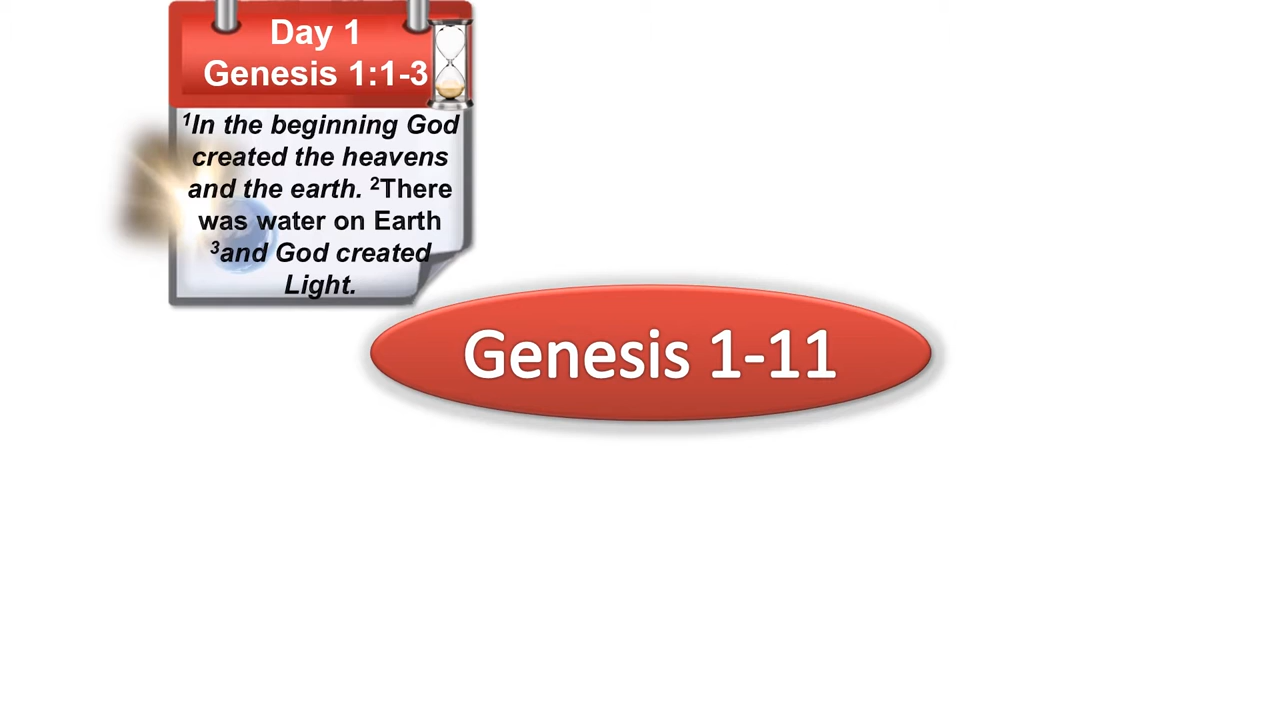 Day 1
Genesis 1:1-3
¹In the beginning God
created the heavens
and the earth. ²There
was water on Earth
³and God created
Light.
Genesis 1-11